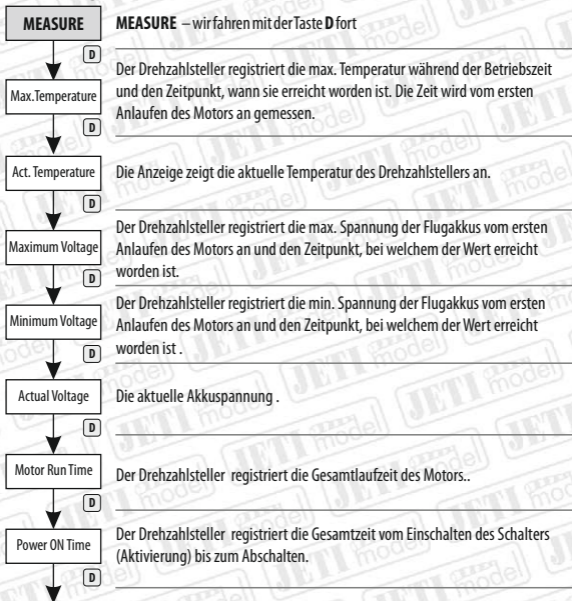 MEASURE
MEASURE – wir fahren mit der Taste D fort
D
Max.Temperature
Der Drehzahlsteller registriert die max. Temperatur während der Betriebszeit
und den Zeitpunkt, wann sie erreicht worden ist. Die Zeit wird vom ersten
Anlaufen des Motors an gemessen.
D
Act. Temperature
Die Anzeige zeigt die aktuelle Temperatur des Drehzahlstellers an.
D
Maximum Voltage
Der Drehzahlsteller registriert die max. Spannung der Flugakkus vom ersten
Anlaufen des Motors an und den Zeitpunkt, bei welchem der Wert erreicht
worden ist.
D
Minimum Voltage
Der Drehzahlsteller registriert die min. Spannung der Flugakkus vom ersten
Anlaufen des Motors an und den Zeitpunkt, bei welchem der Wert erreicht
worden ist .
D
Actual Voltage
Die aktuelle Akkuspannung .
D
Motor Run Time
Der Drehzahlsteller registriert die Gesamtlaufzeit des Motors..
D
Power ON Time
Der Drehzahlsteller registriert die Gesamtzeit vom Einschalten des Schalters
(Aktivierung) bis zum Abschalten.
D
JETI model